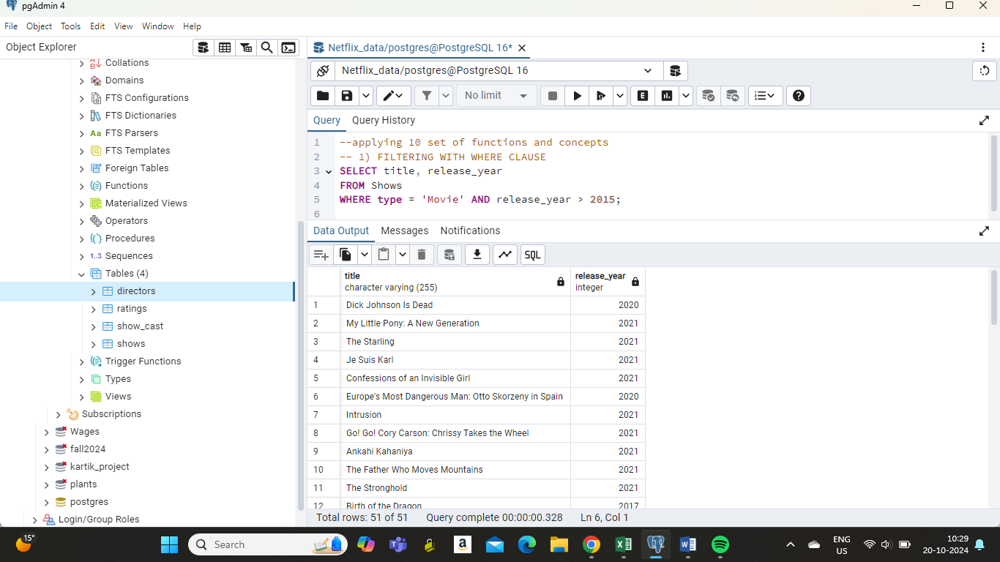 pgAdmin 4
File Object Tools Edit View Window Help
Object Explorer
Collations
Domains
FTS Configurations
FTS Dictionaries
Aa FTS Parsers
FTS Templates
Foreign Tables
Functions
Materialized Views
Operators
Procedures
1..3 Sequences
Tables (4)
directors
ratings
show_cast
shows
Trigger Functions
Types
Views
Subscriptions
Wages
fall2024
kartik_project
plants
postgres
Login/Group Roles
Netflix_data/postgres@PostgreSQL 16*
Netflix_data/postgres@PostgreSQL 16
No limit
E
Query Query History
1 --applying 10 set of functions and concepts
2 -- 1) FILTERING WITH WHERE CLAUSE
3 SELECT title, release_year
4 FROM Shows
5 WHERE type = 'Movie' AND release_year > 2015;
6
Data Output Messages Notifications
SQL
title release_year
character varying (255) integer
1 Dick Johnson Is Dead 2020
2 My Little Pony: A New Generation 2021
3 The Starling 2021
4 Je Suis Karl 2021
5 Confessions of an Invisible Girl 2021
6 Europe's Most Dangerous Man: Otto Skorzeny in Spain 2020
7 Intrusion 2021
8 Go! Go! Cory Carson: Chrissy Takes the Wheel 2021
9 Ankahi Kahaniya 2021
10 The Father Who Moves Mountains 2021
11 The Stronghold 2021
12 Birth of the Dragon 2017
Total rows: 51 of 51 Query complete 00:00:00.328 Ln 6, Col 1
15°
Search
a
ENG
US
10:29
20-10-2024